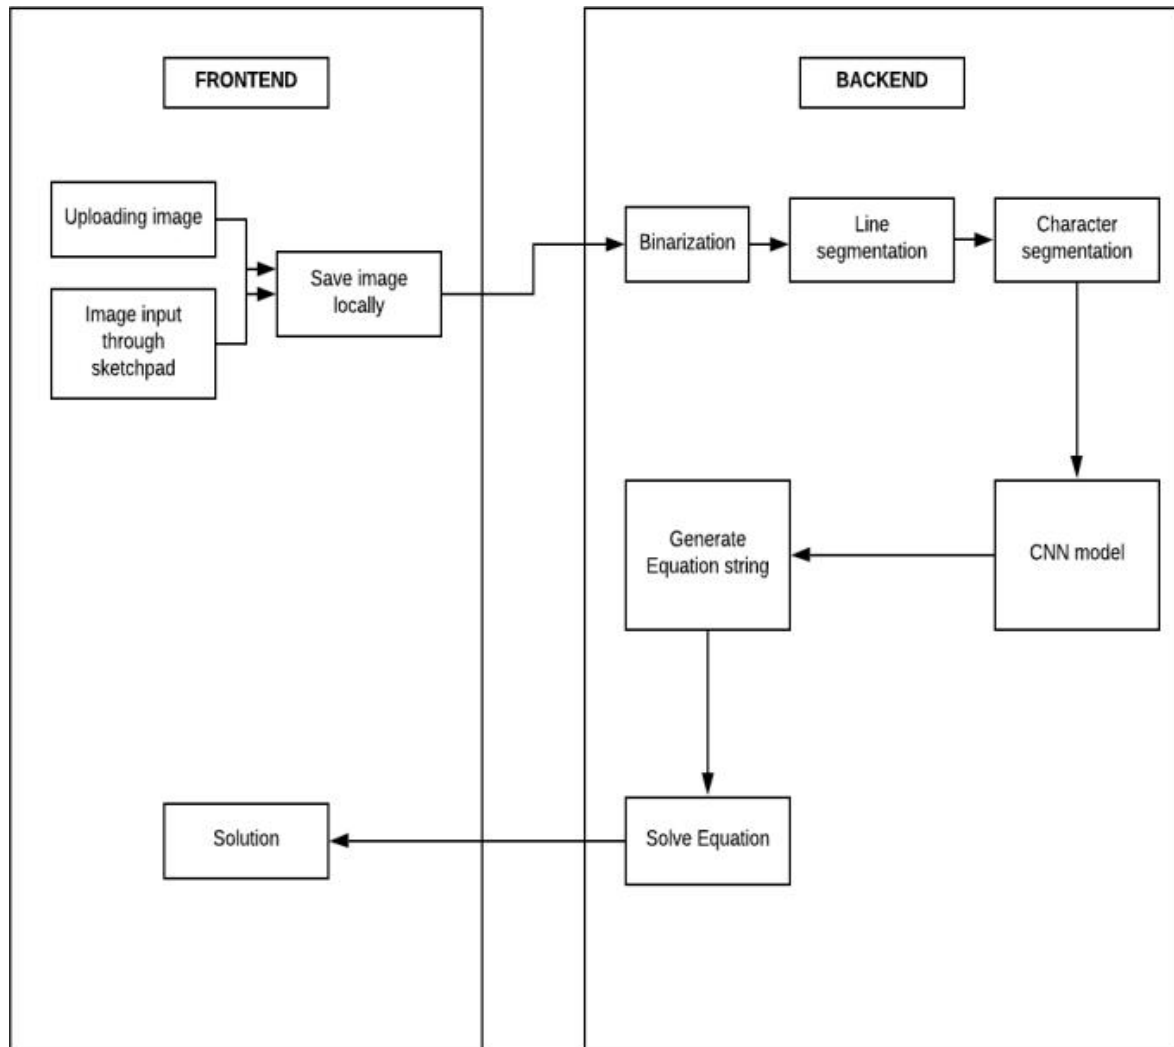 FRONTEND
BACKEND
Uploading image
Image input
through
sketchpad
Save image
locally
Binarization
Line
segmentation
Character
segmentation
CNN model
Generate
Equation string
Solve Equation
Solution